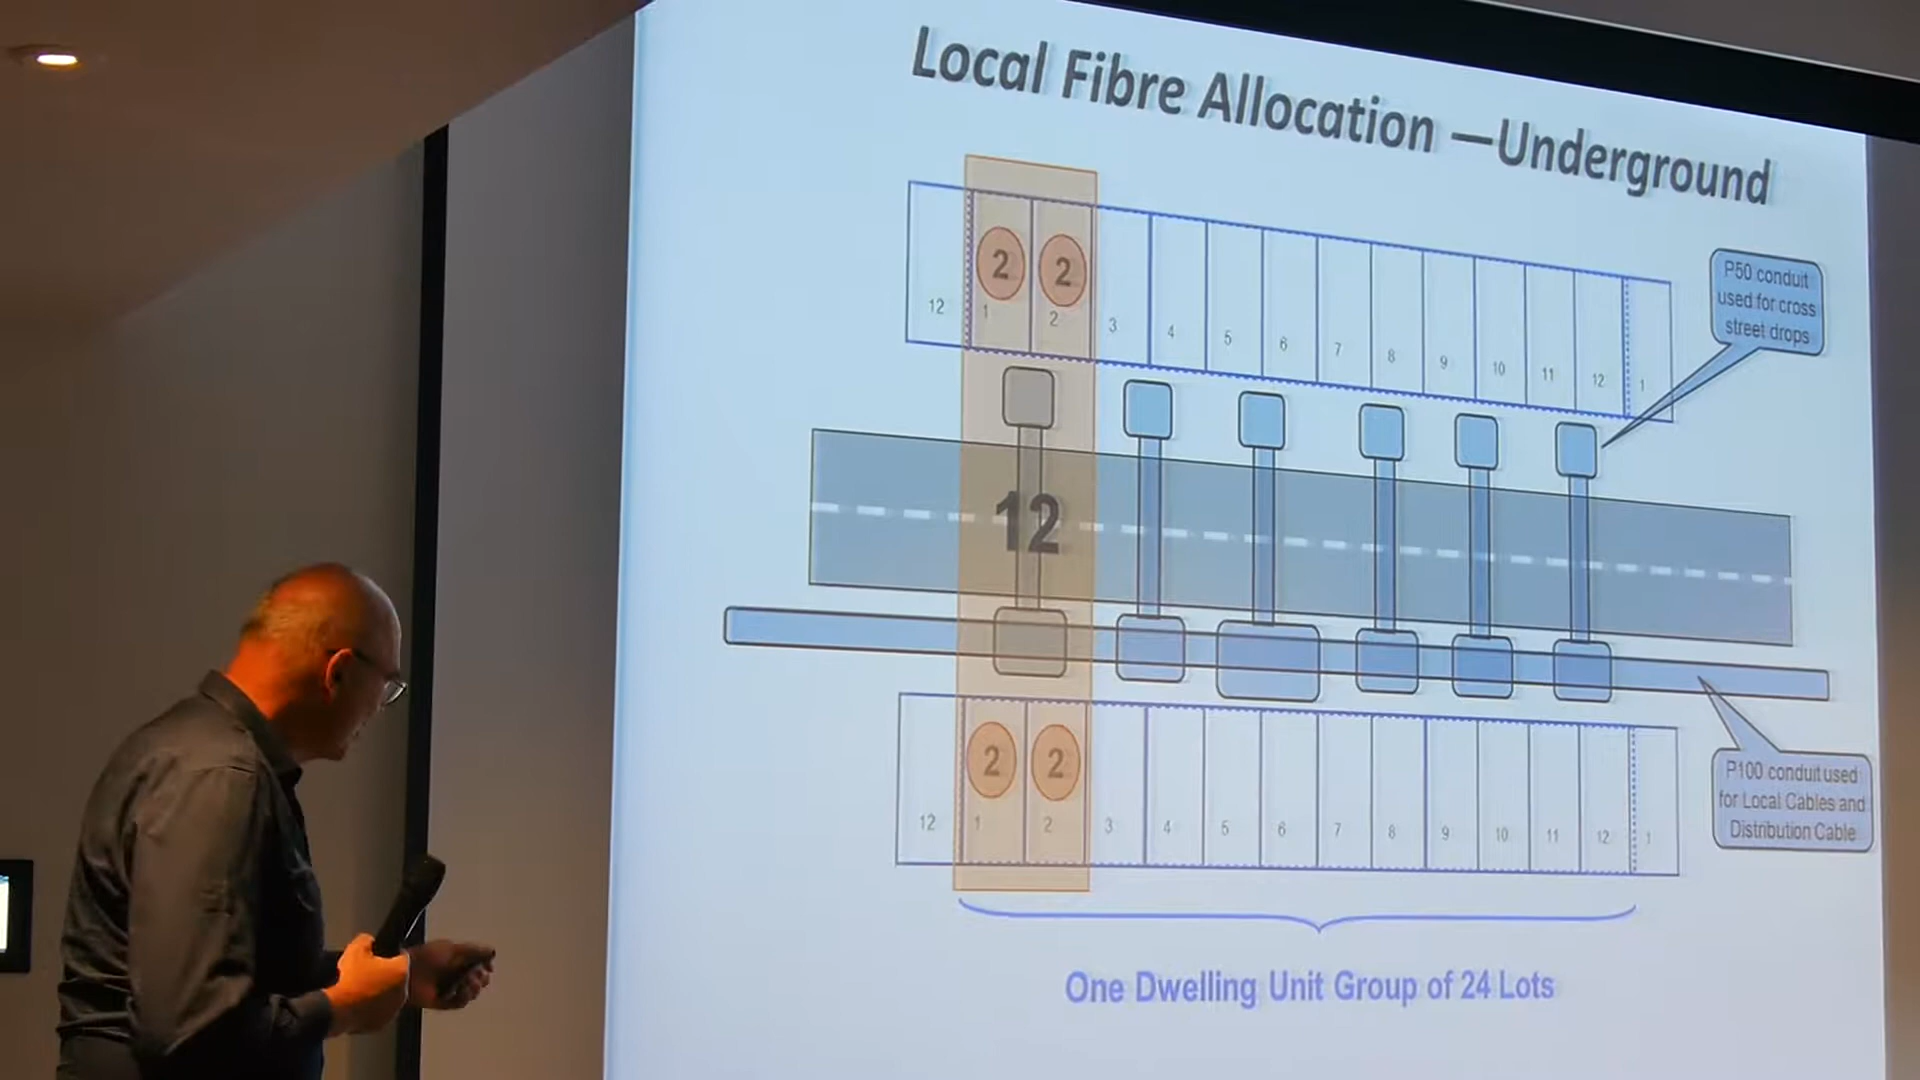 Local Fibre Allocation —Underground
2 2
12 1 2 3 4 5 6 7 8 9 10 11 12 1
P50 conduit
used for cross
street drops
12
2 2
12 1 2 3 4 5 6 7 8 9 10 11 12 1
P100 conduit used
for Local Cables and
Distribution Cable
One Dwelling Unit Group of 24 Lots